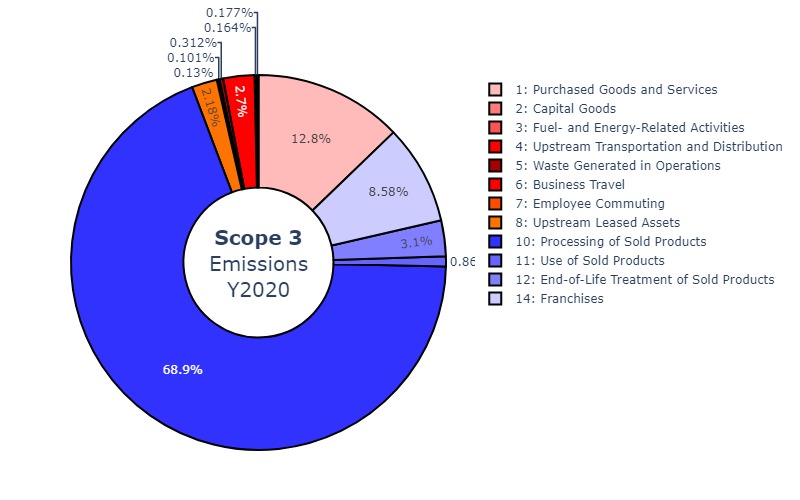 0.177%
0.164%
0.312%
0.101%
0.13%
2.18%
2.7%
12.8%
8.58%
3.1%
0.86
68.9%
Scope 3
Emissions
Y2020
1: Purchased Goods and Services
2: Capital Goods
3: Fuel- and Energy-Related Activities
4: Upstream Transportation and Distribution
5: Waste Generated in Operations
6: Business Travel
7: Employee Commuting
8: Upstream Leased Assets
10: Processing of Sold Products
11: Use of Sold Products
12: End-of-Life Treatment of Sold Products
14: Franchises